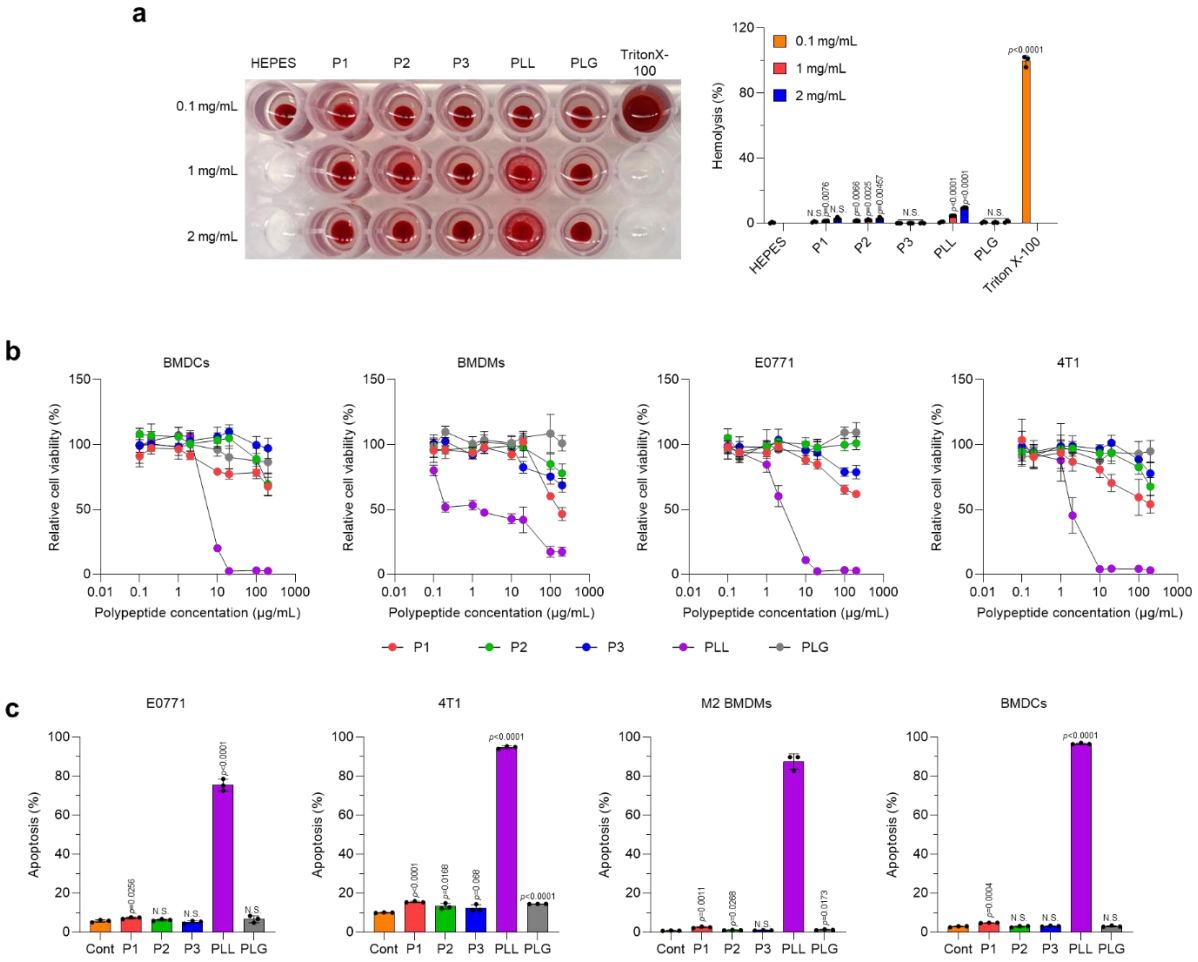 a
HEPES P1 P2 P3 PLL PLG TritonX-100
0.1 mg/mL
1 mg/mL
2 mg/mL
Hemolysis (%)
120
80
40
20
0
0.1 mg/mL
1 mg/mL
2 mg/mL
N.S. p=0.0076 N.S.
p=0.0066 p=0.0025 p=0.00457
N.S.
p<0.0001 p<0.0001
N.S.
p<0.0001
HEPES P1 P2 P3 PLL PLG Triton X-100
b
BMDCs
Relative cell viability (%)
150
100
50
0
0.01 0.1 1 10 100 1000
Polypeptide concentation (µg/mL)
BMDMs
Relative cell viability (%)
150
100
50
0
0.01 0.1 1 10 100 1000
Polypeptide concentation (µg/mL)
E0771
Relative cell viability (%)
150
100
50
0
0.01 0.1 1 10 100 1000
Polypeptide concentation (µg/mL)
4T1
Relative cell viability (%)
150
100
50
0
0.01 0.1 1 10 100 1000
Polypeptide concentation (µg/mL)
P1 P2 P3 PLL PLG
c
E0771
Apoptosis (%)
100
80
60
40
20
0
p=0.0256 N.S. N.S. p<0.0001 N.S.
Cont P1 P2 P3 PLL PLG
4T1
Apoptosis (%)
100
80
60
40
20
0
p<0.0001 p=0.0168 p=0.068 p<0.0001 p<0.0001
Cont P1 P2 P3 PLL PLG
M2 BMDMs
Apoptosis (%)
100
80
60
40
20
0
p=0.0011 p=0.0268 N.S. p=0.0173
Cont P1 P2 P3 PLL PLG
BMDCs
Apoptosis (%)
100
80
60
40
20
0
p=0.0004 N.S. N.S. p<0.0001 N.S.
Cont P1 P2 P3 PLL PLG